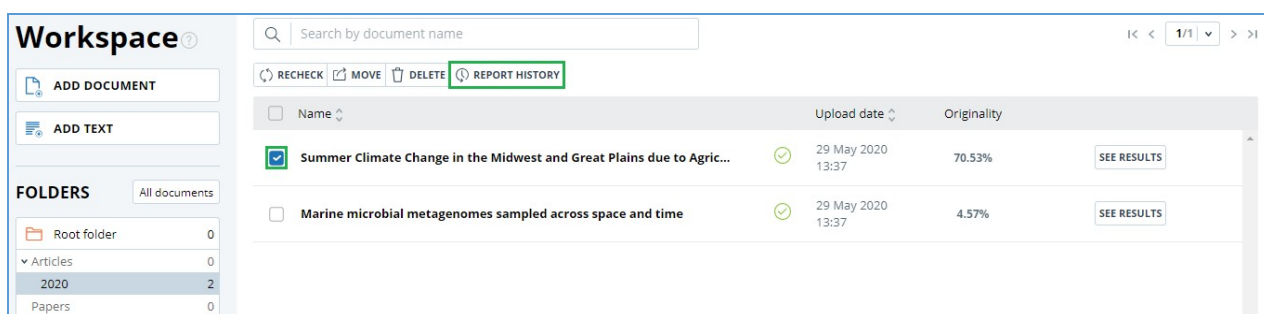 Workspace ?
Search by document name
1/1
ADD DOCUMENT
RECHECK MOVE DELETE REPORT HISTORY
ADD TEXT
Name Upload date Originality
Summer Climate Change in the Midwest and Great Plains due to Agric... 29 May 2020 13:37 70.53% SEE RESULTS
FOLDERS All documents
Marine microbial metagenomes sampled across space and time 29 May 2020 13:37 4.57% SEE RESULTS
Root folder 0
Articles 0
2020 2
Papers 0